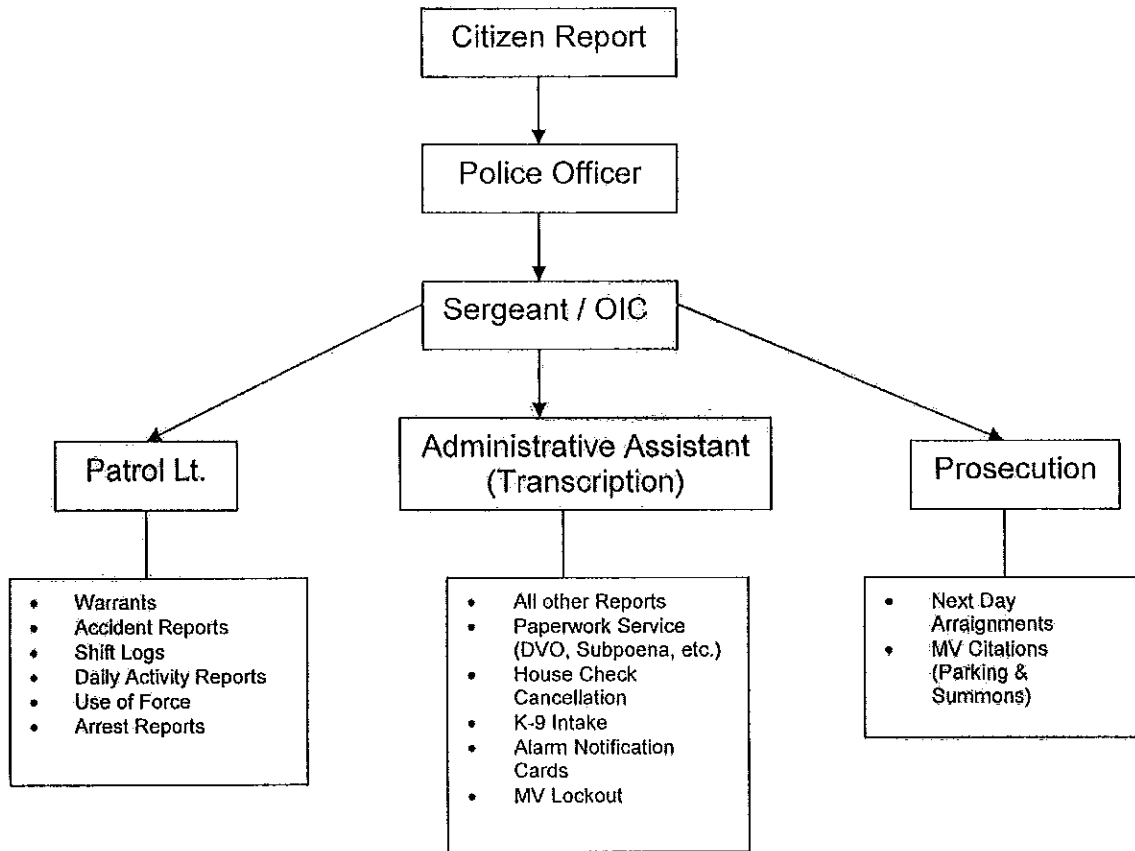 Citizen Report
Police Officer
Sergeant / OIC
Patrol Lt.
Administrative Assistant
(Transcription)
Prosecution
• Warrants
• Accident Reports
• Shift Logs
• Daily Activity Reports
• Use of Force
• Arrest Reports
• All other Reports
• Paperwork Service
(DVO, Subpoena, etc.)
• House Check
Cancellation
• K-9 Intake
• Alarm Notification
Cards
• MV Lockout
• Next Day
Arraignments
• MV Citations
(Parking &
Summons)